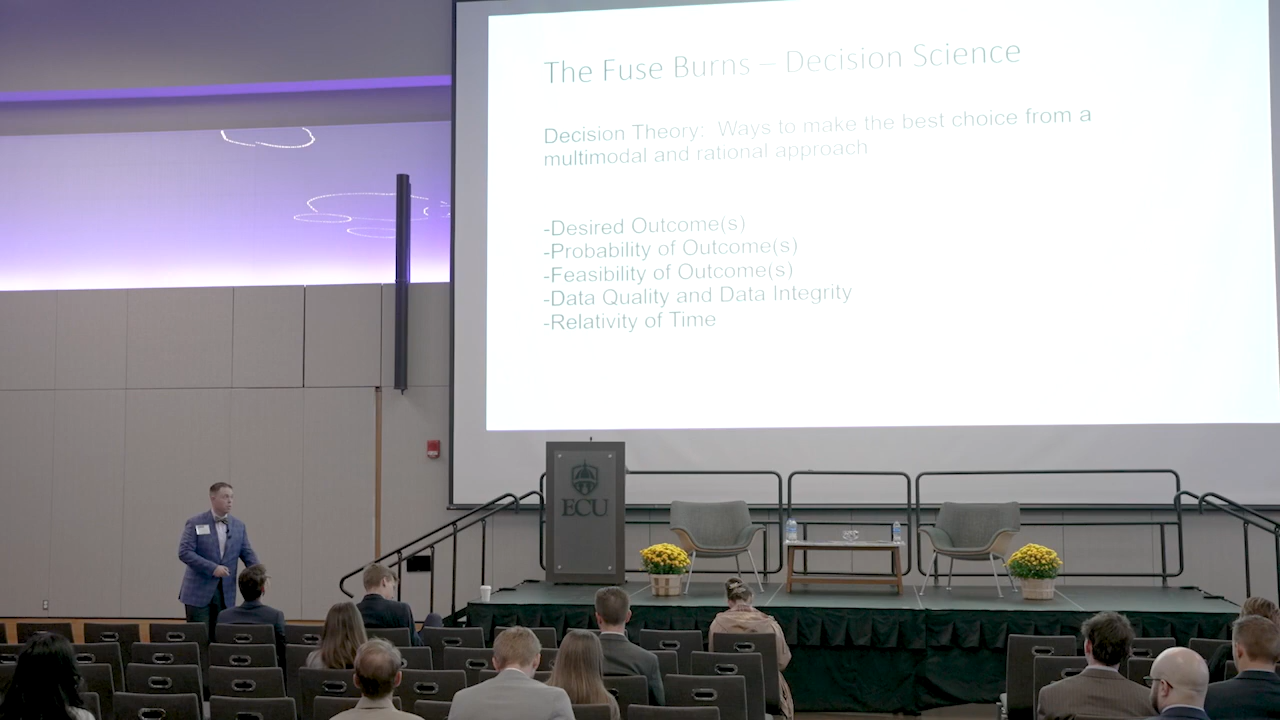 The Fuse Burns – Decision Science
Decision Theory:  Ways to make the best choice from a
multimodal and rational approach
-Desired Outcome(s)
-Probability of Outcome(s)
-Feasibility of Outcome(s)
-Data Quality and Data Integrity
-Relativity of Time
ECU